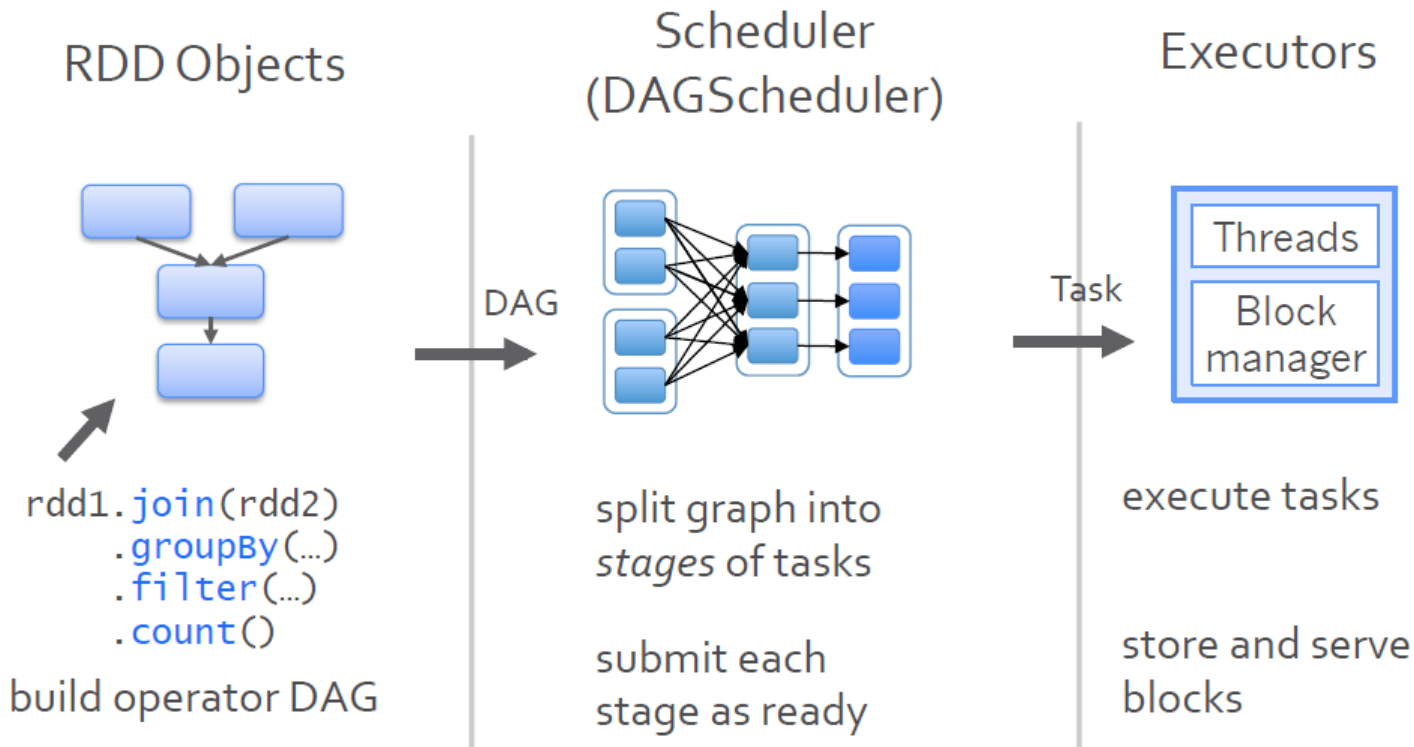 RDD Objects
rdd1.join(rdd2)
.groupBy(…)
.filter(…)
.count()
build operator DAG
DAG
Scheduler
(DAGScheduler)
split graph into
stages of tasks
submit each
stage as ready
Task
Executors
Threads
Block
manager
execute tasks
store and serve
blocks